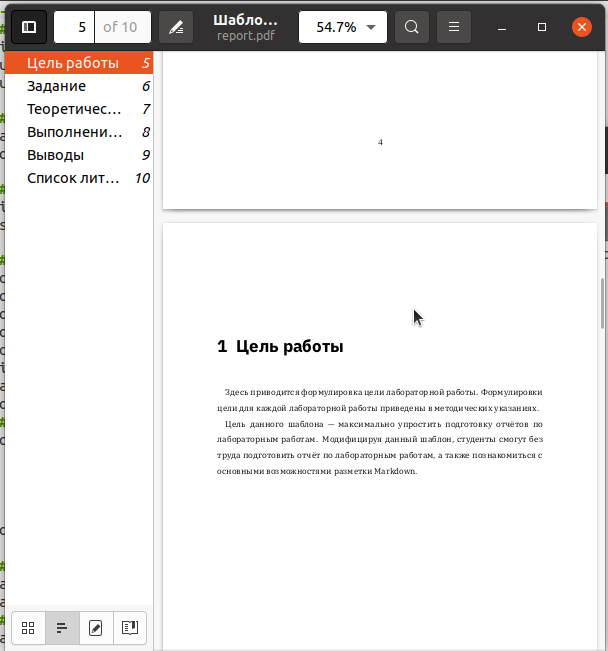 5 of 10
Шабло...
report.pdf
54.7%
Цель работы 5
Задание 6
Теоретичес... 7
Выполнени... 8
Выводы 9
Список лит... 10
4
1 Цель работы
Здесь приводится формулировка цели лабораторной работы. Формулировки
цели для каждой лабораторной работы приведены в методических указаниях.
Цель данного шаблона — максимально упростить подготовку отчётов по
лабораторным работам. Модифицируя данный шаблон, студенты смогут без
труда подготовить отчёт по лабораторным работам, а также познакомиться с
основными возможностями разметки Markdown.